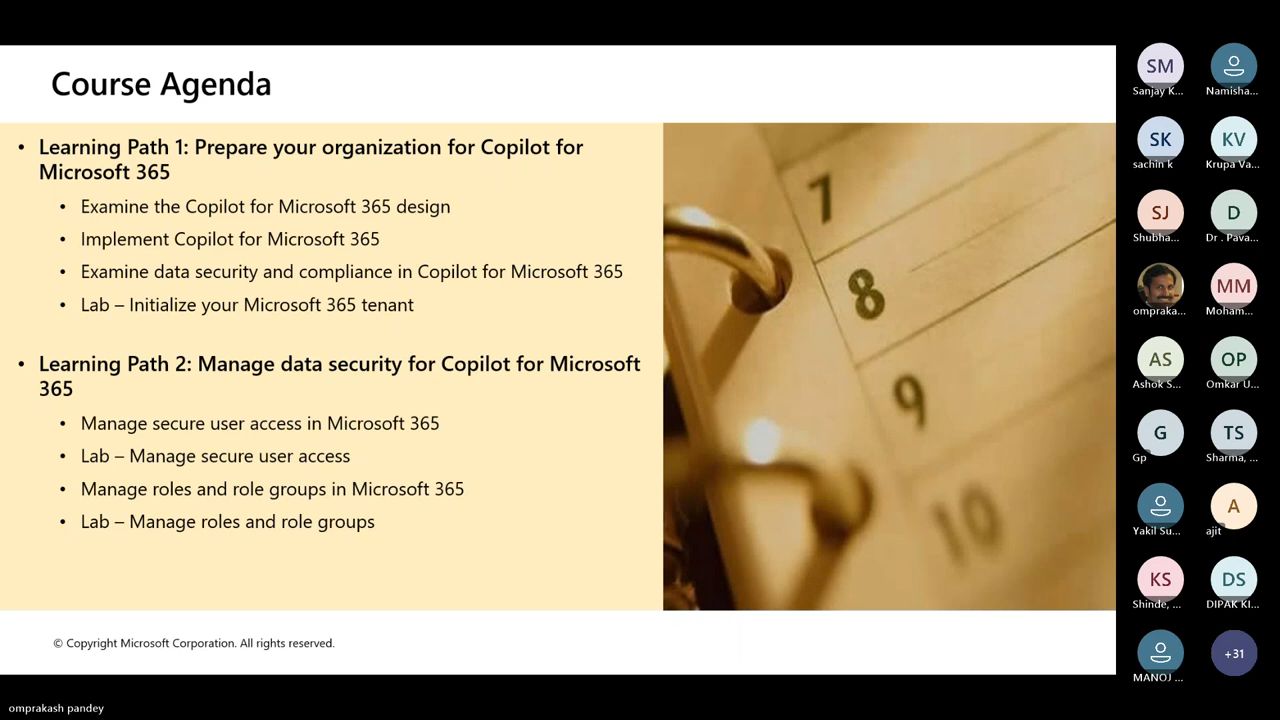 Course Agenda
• Learning Path 1: Prepare your organization for Copilot for
Microsoft 365
• Examine the Copilot for Microsoft 365 design
• Implement Copilot for Microsoft 365
• Examine data security and compliance in Copilot for Microsoft 365
• Lab – Initialize your Microsoft 365 tenant
• Learning Path 2: Manage data security for Copilot for Microsoft
365
• Manage secure user access in Microsoft 365
• Lab – Manage secure user access
• Manage roles and role groups in Microsoft 365
• Lab – Manage roles and role groups
7
8
9
10
© Copyright Microsoft Corporation. All rights reserved.
SM
Sanjay K...
Namisha...
SK
sachin k
KV
Krupa Va...
SJ
Shubha...
D
Dr . Pava...
ompraka...
MM
Moham...
AS
Ashok S...
OP
Omkar U...
G
Gp
TS
Sharma, ...
Yakil Su...
A
ajit
KS
Shinde, ...
DS
DIPAK KI...
MANOJ ...
+31
omprakash pandey